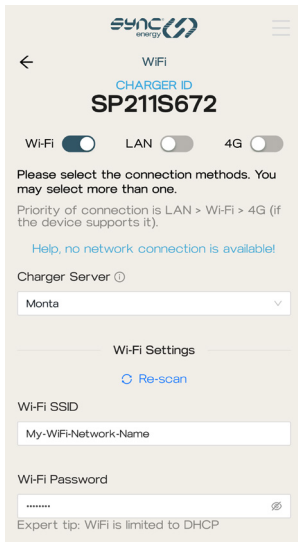 SYNC
energy
WiFi
CHARGER ID
SP211S672
Wi-Fi
LAN
4G
Please select the connection methods. You
may select more than one.
Priority of connection is LAN > Wi-Fi > 4G (if
the device supports it).
Help, no network connection is available!
Charger Server
Monta
Wi-Fi Settings
Re-scan
Wi-Fi SSID
My-WiFi-Network-Name
Wi-Fi Password
········
Expert tip: WiFi is limited to DHCP